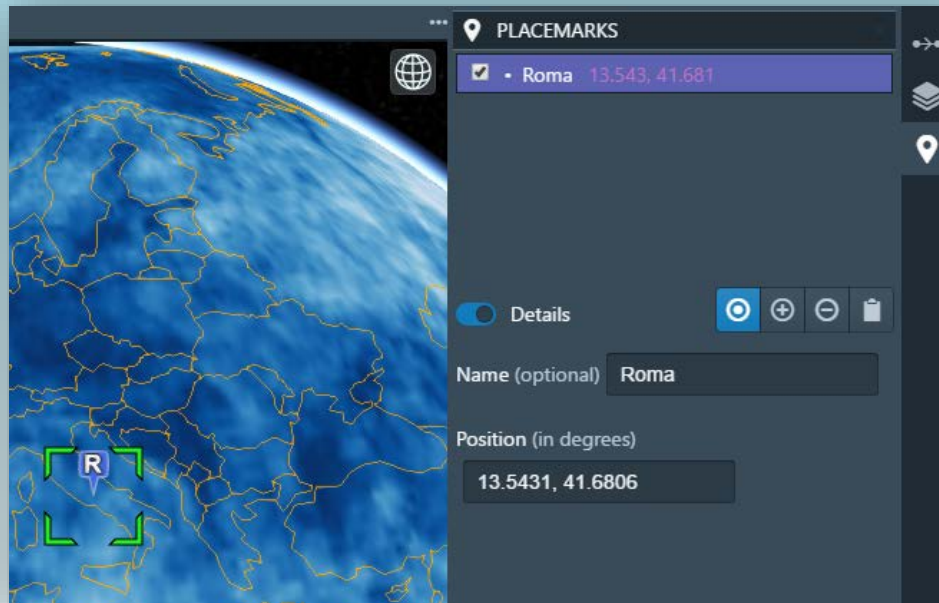 PLACEMARKS
• Roma 13.543, 41.681
Details
Name (optional) Roma
Position (in degrees)
13.5431, 41.6806
R